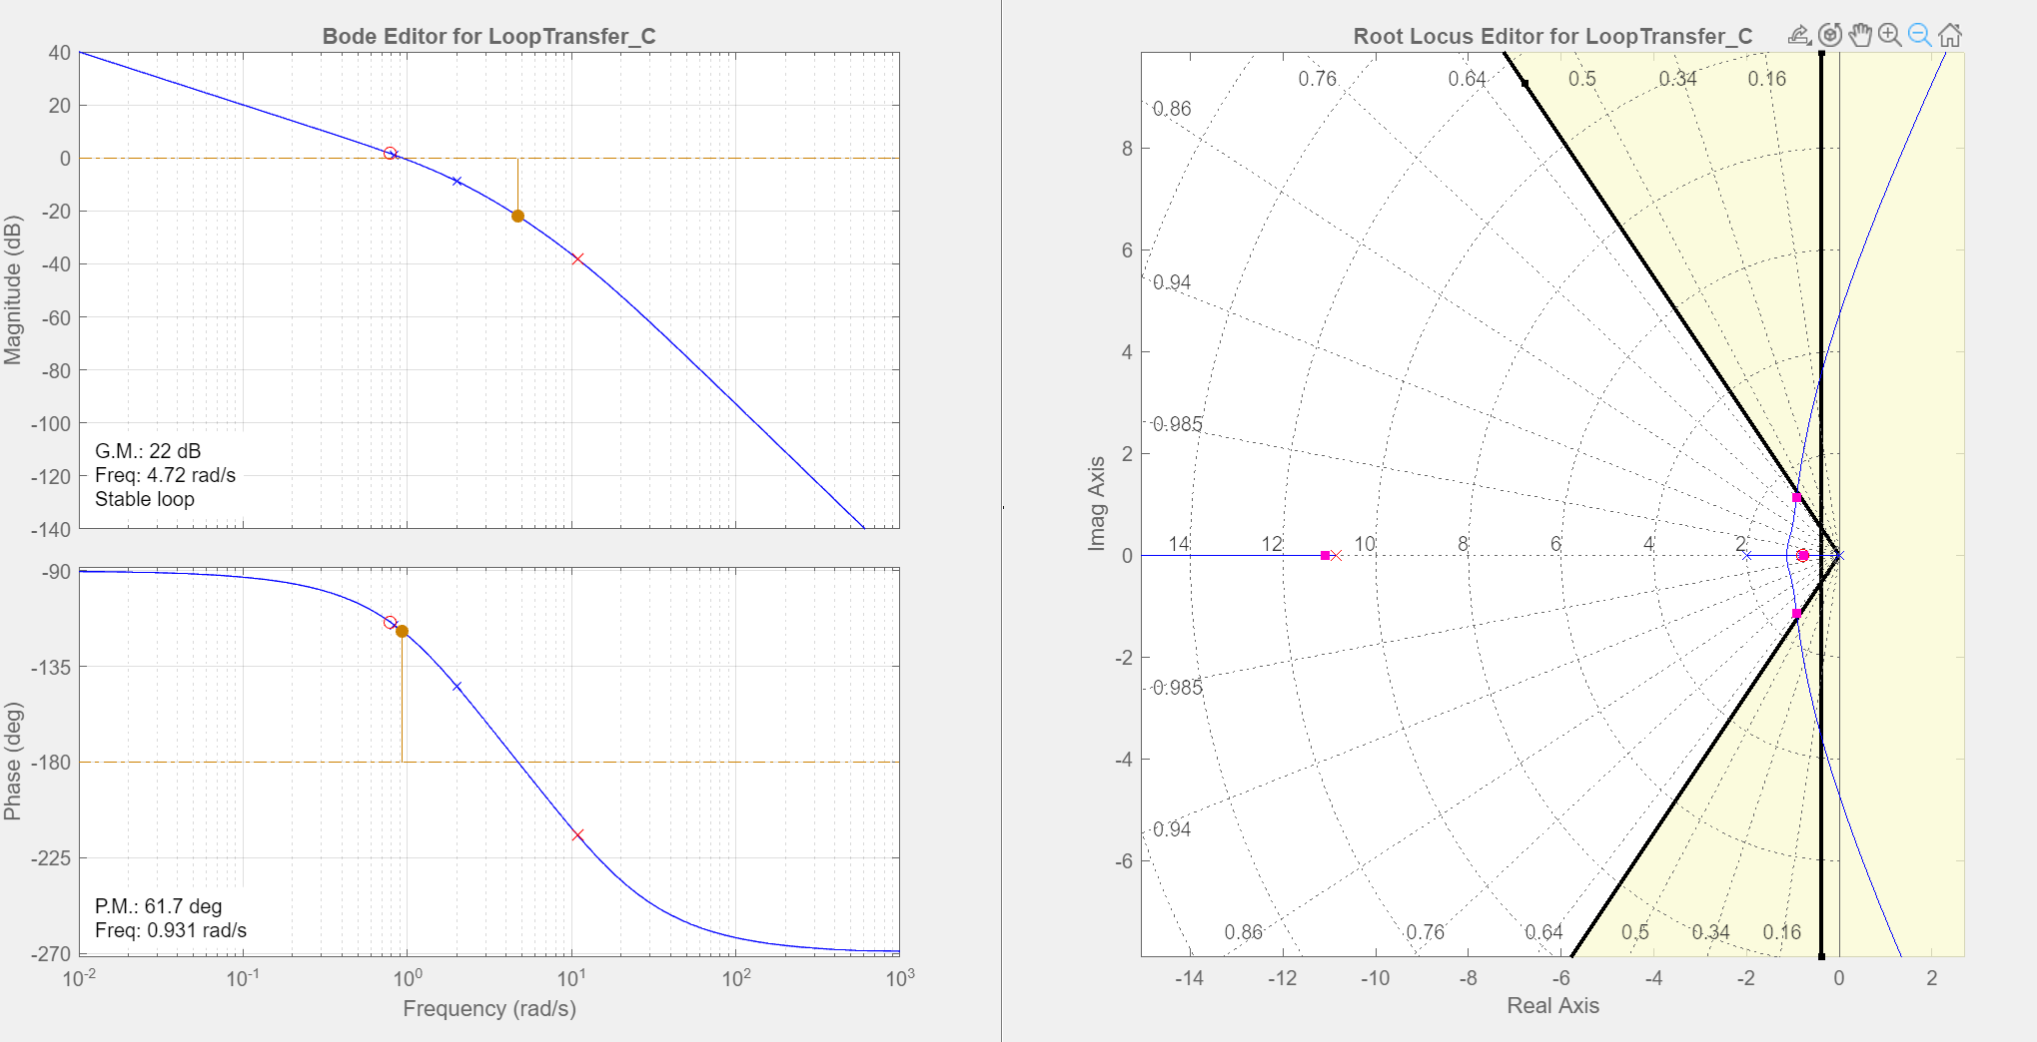 Bode Editor for LoopTransfer_C
40
20
0
-20
-40
-60
-80
-100
-120
-140
Magnitude (dB)
G.M.: 22 dB
Freq: 4.72 rad/s
Stable loop
-90
-135
-180
-225
-270
Phase (deg)
P.M.: 61.7 deg
Freq: 0.931 rad/s
10^-2 10^-1 10^0 10^1 10^2 10^3
Frequency (rad/s)
Root Locus Editor for LoopTransfer_C
0.76 0.64 0.5 0.34 0.16
0.86
0.94
0.985
14 12 10 8 6 4 2
0.985
0.94
0.86 0.76 0.64 0.5 0.34 0.16
8
6
4
2
0
-2
-4
-6
Imag Axis
-14 -12 -10 -8 -6 -4 -2 0 2
Real Axis